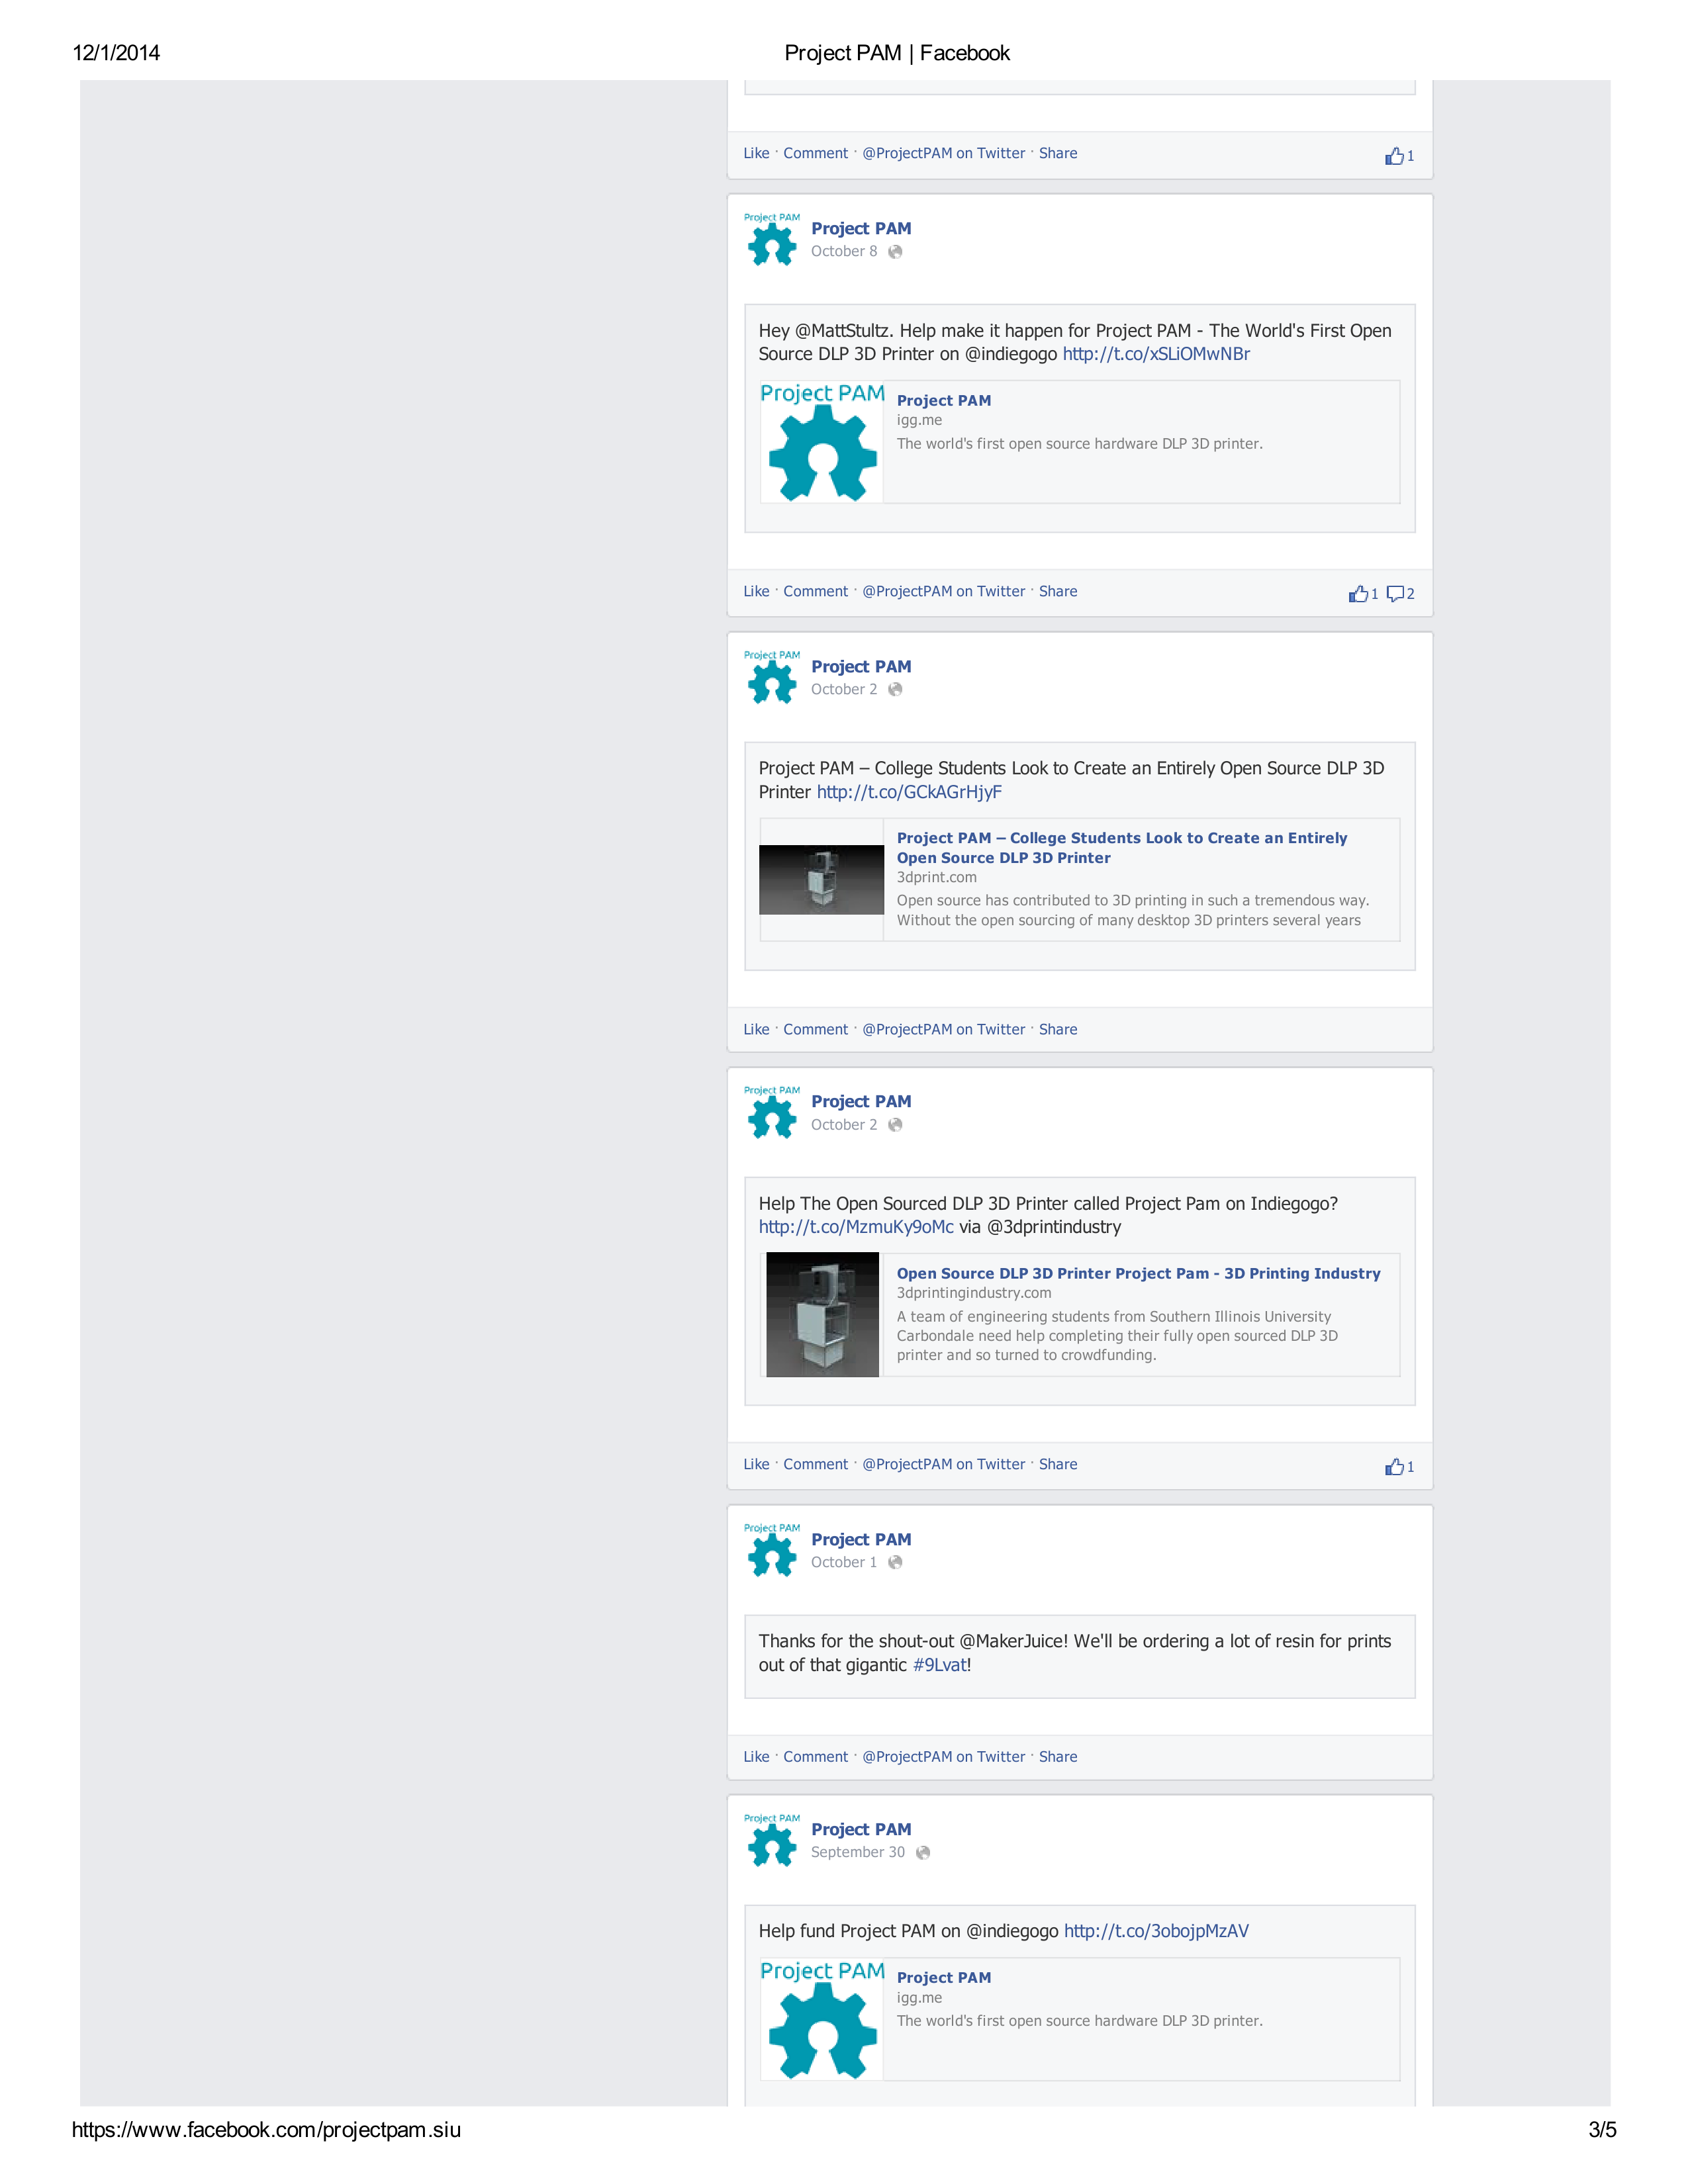 12/1/2014 Project PAM | Facebook
Like · Comment · @ProjectPAM on Twitter · Share 1
Project PAM
Project PAM
October 8
Hey @MattStultz. Help make it happen for Project PAM - The World's First Open
Source DLP 3D Printer on @indiegogo http://t.co/xSLiOMwNBr
Project PAM
Project PAM
igg.me
The world's first open source hardware DLP 3D printer.
Like · Comment · @ProjectPAM on Twitter · Share 1 2
Project PAM
Project PAM
October 2
Project PAM – College Students Look to Create an Entirely Open Source DLP 3D
Printer http://t.co/GCkAGrHjyF
Project PAM – College Students Look to Create an Entirely
Open Source DLP 3D Printer
3dprint.com
Open source has contributed to 3D printing in such a tremendous way.
Without the open sourcing of many desktop 3D printers several years
Like · Comment · @ProjectPAM on Twitter · Share
Project PAM
Project PAM
October 2
Help The Open Sourced DLP 3D Printer called Project Pam on Indiegogo?
http://t.co/MzmuKy9oMc via @3dprintindustry
Open Source DLP 3D Printer Project Pam - 3D Printing Industry
3dprintingindustry.com
A team of engineering students from Southern Illinois University
Carbondale need help completing their fully open sourced DLP 3D
printer and so turned to crowdfunding.
Like · Comment · @ProjectPAM on Twitter · Share 1
Project PAM
Project PAM
October 1
Thanks for the shout-out @MakerJuice! We'll be ordering a lot of resin for prints
out of that gigantic #9Lvat!
Like · Comment · @ProjectPAM on Twitter · Share
Project PAM
Project PAM
September 30
Help fund Project PAM on @indiegogo http://t.co/3obojpMzAV
Project PAM
Project PAM
igg.me
The world's first open source hardware DLP 3D printer.
https://www.facebook.com/projectpam.siu 3/5